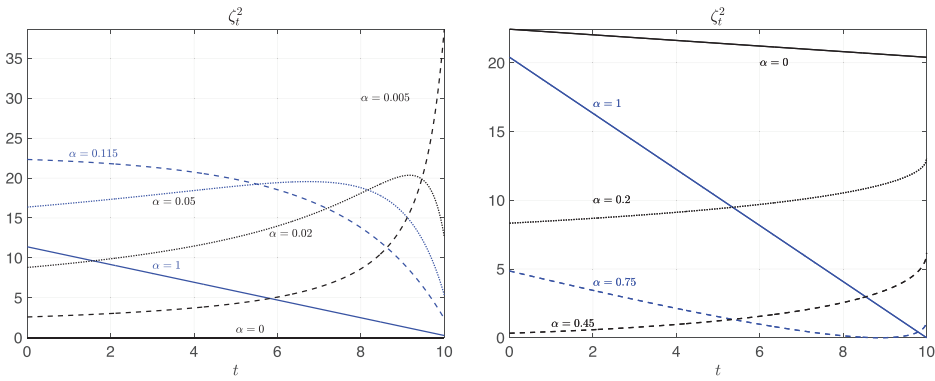 ζ_t^2
35
30
25
20
15
10
5
0
α = 0.005
α = 0.115
α = 0.05
α = 0.02
α = 1
α = 0
0 2 4 6 8 10
t
ζ_t^2
20
15
10
5
0
α = 0
α = 1
α = 0.2
α = 0.75
α = 0.45
0 2 4 6 8 10
t